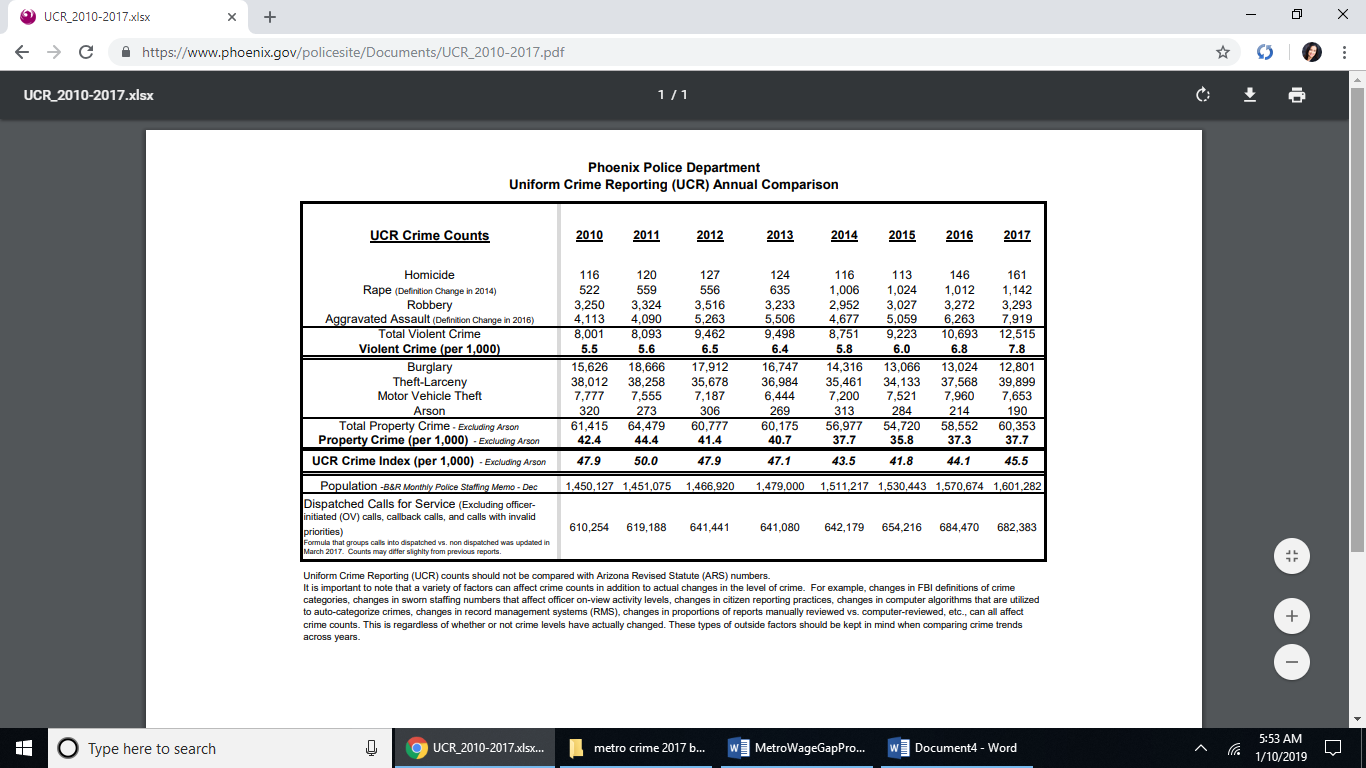 UCR_2010-2017.xlsx
https://www.phoenix.gov/policesite/Documents/UCR_2010-2017.pdf
UCR_2010-2017.xlsx 1 / 1
Phoenix Police Department
Uniform Crime Reporting (UCR) Annual Comparison
UCR Crime Counts 2010 2011 2012 2013 2014 2015 2016 2017
Homicide 116 120 127 124 116 113 146 161
Rape (Definition Change in 2014) 522 559 556 635 1,006 1,024 1,012 1,142
Robbery 3,250 3,324 3,516 3,233 2,952 3,027 3,272 3,293
Aggravated Assault (Definition Change in 2016) 4,113 4,090 5,263 5,506 4,677 5,059 6,263 7,919
Total Violent Crime 8,001 8,093 9,462 9,498 8,751 9,223 10,693 12,515
Violent Crime (per 1,000) 5.5 5.6 6.5 6.4 5.8 6.0 6.8 7.8
Burglary 15,626 18,666 17,912 16,747 14,316 13,066 13,024 12,801
Theft-Larceny 38,012 38,258 35,678 36,984 35,461 34,133 37,568 39,899
Motor Vehicle Theft 7,777 7,555 7,187 6,444 7,200 7,521 7,960 7,653
Arson 320 273 306 269 313 284 214 190
Total Property Crime - Excluding Arson 61,415 64,479 60,777 60,175 56,977 54,720 58,552 60,353
Property Crime (per 1,000) - Excluding Arson 42.4 44.4 41.4 40.7 37.7 35.8 37.3 37.7
UCR Crime Index (per 1,000) - Excluding Arson 47.9 50.0 47.9 47.1 43.5 41.8 44.1 45.5
Population -B&R Monthly Police Staffing Memo - Dec 1,450,127 1,451,075 1,466,920 1,479,000 1,511,217 1,530,443 1,570,674 1,601,282
Dispatched Calls for Service (Excluding officer-
initiated (OV) calls, callback calls, and calls with invalid
priorities) 610,254 619,188 641,441 641,080 642,179 654,216 684,470 682,383
Formula that groups calls into dispatched vs. non dispatched was updated in
March 2017. Counts may differ slightly from previous reports.
Uniform Crime Reporting (UCR) counts should not be compared with Arizona Revised Statute (ARS) numbers.
It is important to note that a variety of factors can affect crime counts in addition to actual changes in the level of crime. For example, changes in FBI definitions of crime
categories, changes in sworn staffing numbers that affect officer on-view activity levels, changes in citizen reporting practices, changes in computer algorithms that are utilized
to auto-categorize crimes, changes in record management systems (RMS), changes in proportions of reports manually reviewed vs. computer-reviewed, etc., can all affect
crime counts. This is regardless of whether or not crime levels have actually changed. These types of outside factors should be kept in mind when comparing crime trends
across years.
Type here to search UCR_2010-2017.xlsx... metro crime 2017 b... MetroWageGapPro... Document4 - Word 5:53 AM
1/10/2019